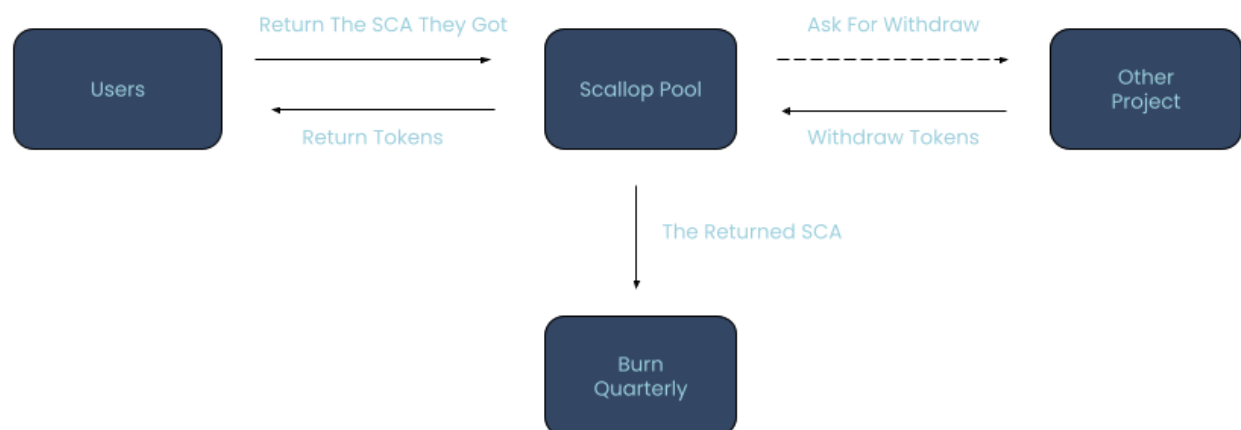 Return The SCA They Got
Ask For Withdraw
Users
Scallop Pool
Other
Project
Return Tokens
Withdraw Tokens
The Returned SCA
Burn
Quarterly